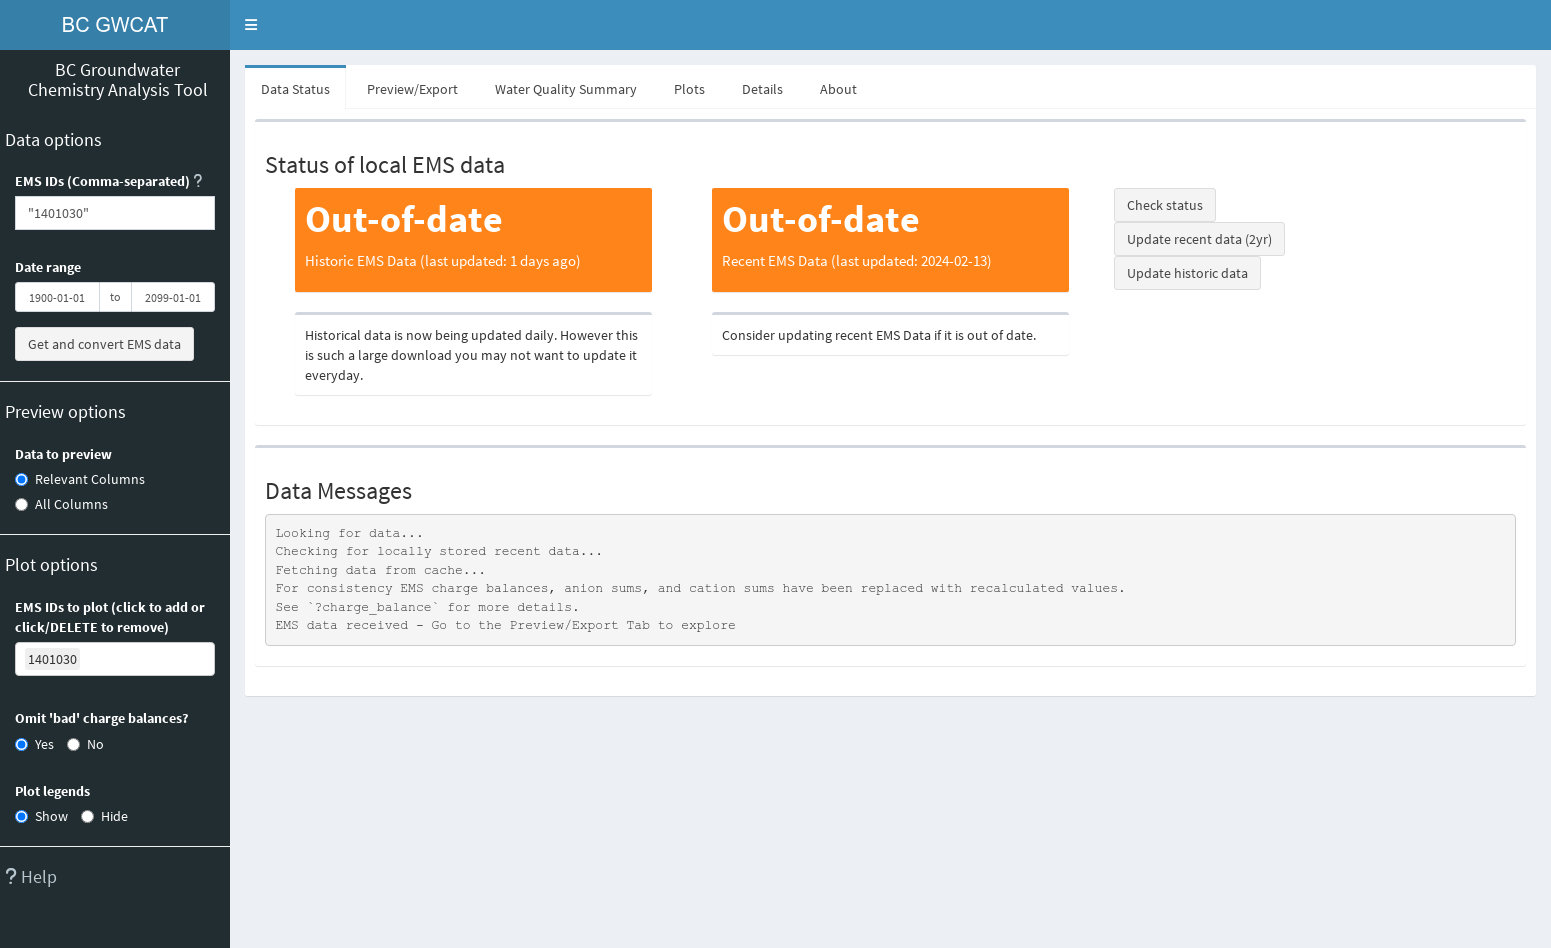 BC GWCAT
BC Groundwater
Chemistry Analysis Tool
Data options
EMS IDs (Comma-separated) ?
"1401030"
Date range
1900-01-01 to 2099-01-01
Get and convert EMS data
Preview options
Data to preview
Relevant Columns
All Columns
Plot options
EMS IDs to plot (click to add or
click/DELETE to remove)
1401030
Omit 'bad' charge balances?
Yes No
Plot legends
Show Hide
? Help
Data Status Preview/Export Water Quality Summary Plots Details About
Status of local EMS data
Out-of-date
Historic EMS Data (last updated: 1 days ago)
Historical data is now being updated daily. However this
is such a large download you may not want to update it
everyday.
Out-of-date
Recent EMS Data (last updated: 2024-02-13)
Consider updating recent EMS Data if it is out of date.
Check status
Update recent data (2yr)
Update historic data
Data Messages
Looking for data...
Checking for locally stored recent data...
Fetching data from cache...
For consistency EMS charge balances, anion sums, and cation sums have been replaced with recalculated values.
See `?charge_balance` for more details.
EMS data received - Go to the Preview/Export Tab to explore